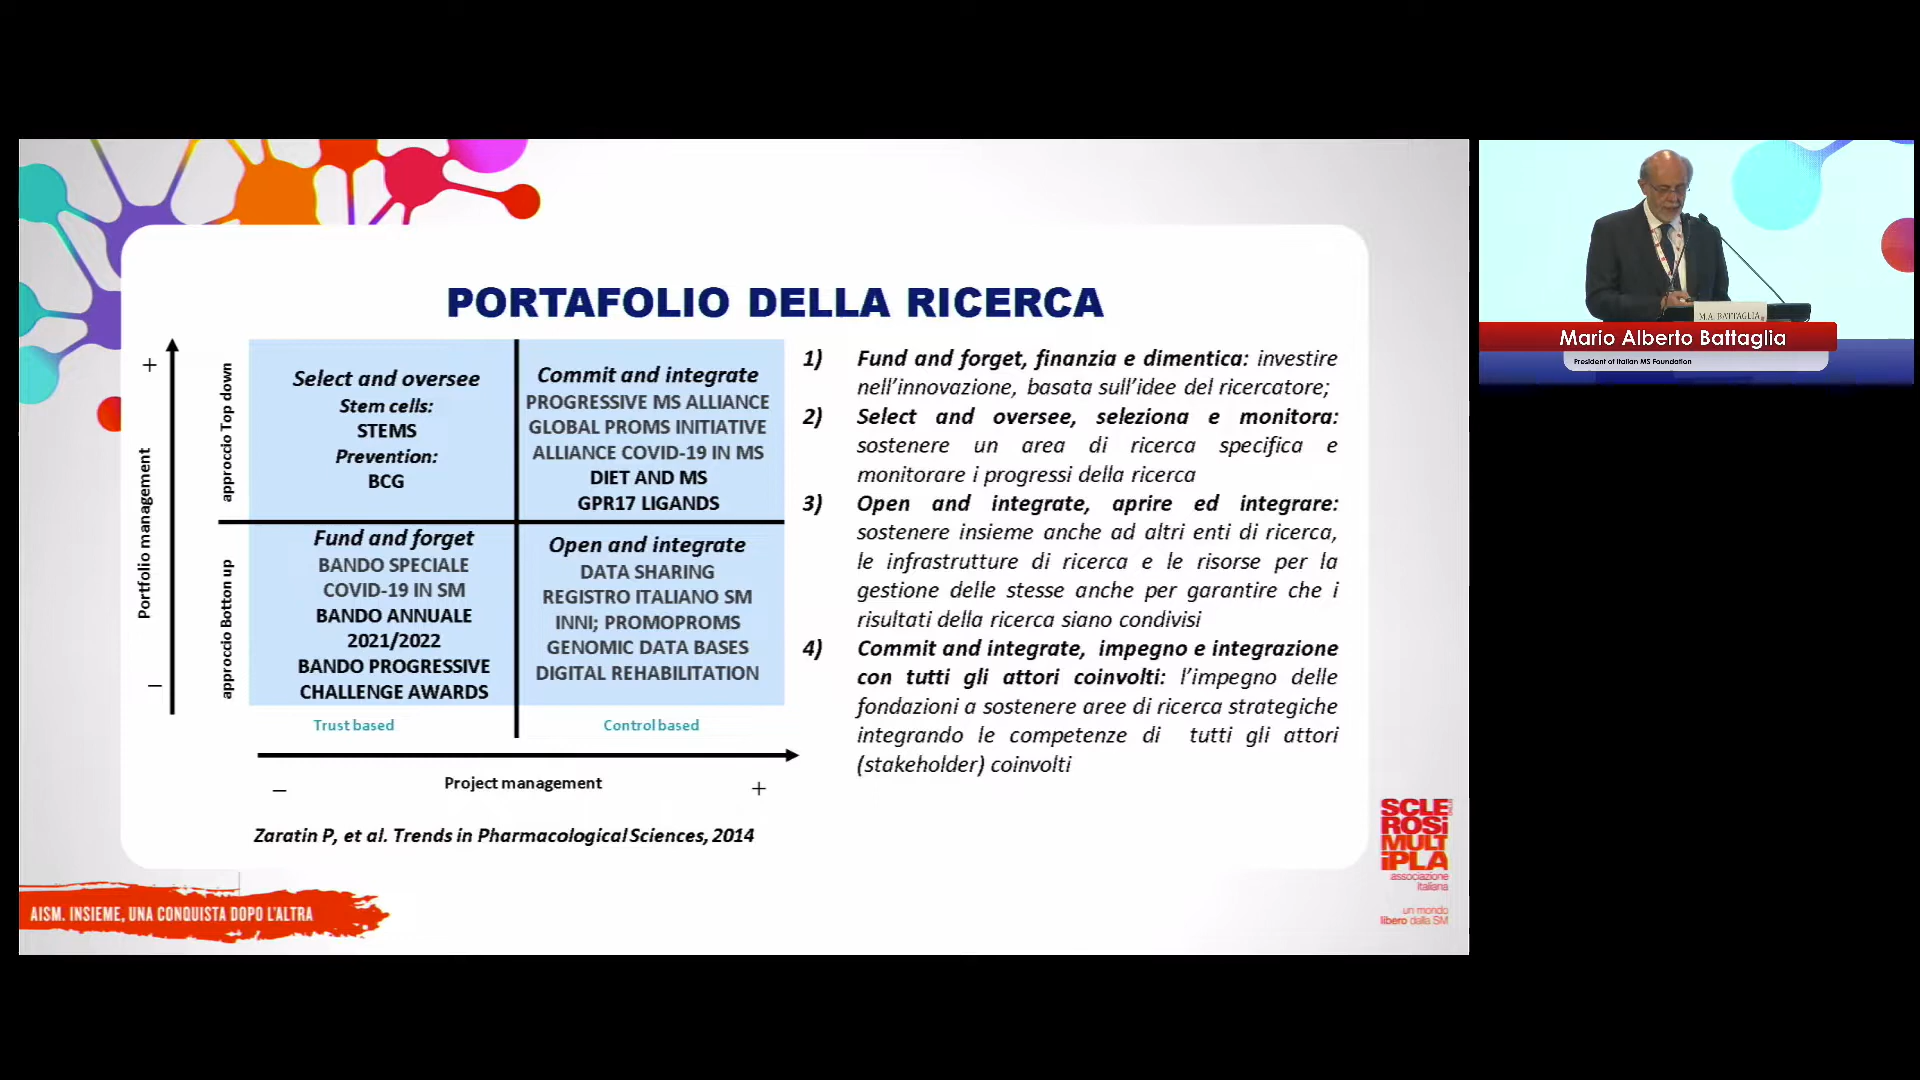 PORTAFOLIO DELLA RICERCA
+
approccio Top down
Portfolio management
approccio Botton up
–
Select and oversee
Stem cells:
STEMS
Prevention:
BCG
Commit and integrate
PROGRESSIVE MS ALLIANCE
GLOBAL PROMS INITIATIVE
ALLIANCE COVID-19 IN MS
DIET AND MS
GPR17 LIGANDS
Fund and forget
BANDO SPECIALE
COVID-19 IN SM
BANDO ANNUALE
2021/2022
BANDO PROGRESSIVE
CHALLENGE AWARDS
Open and integrate
DATA SHARING
REGISTRO ITALIANO SM
INNI; PROMOPROMS
GENOMIC DATA BASES
DIGITAL REHABILITATION
Trust based
Control based
– Project management +
Zaratin P, et al. Trends in Pharmacological Sciences, 2014
1) Fund and forget, finanzia e dimentica: investire
nell'innovazione, basata sull'idee del ricercatore;
2) Select and oversee, seleziona e monitora:
sostenere un area di ricerca specifica e
monitorare i progressi della ricerca
3) Open and integrate, aprire ed integrare:
sostenere insieme anche ad altri enti di ricerca,
le infrastrutture di ricerca e le risorse per la
gestione delle stesse anche per garantire che i
risultati della ricerca siano condivisi
4) Commit and integrate, impegno e integrazione
con tutti gli attori coinvolti: l'impegno delle
fondazioni a sostenere aree di ricerca strategiche
integrando le competenze di tutti gli attori
(stakeholder) coinvolti
AISM. INSIEME, UNA CONQUISTA DOPO L'ALTRA
SCLE
ROSi
MULT
iPLA
associazione
italiana
un mondo
libero dalla SM
M.A. BATTAGLIA
Mario Alberto Battaglia
President of Italian MS Foundation